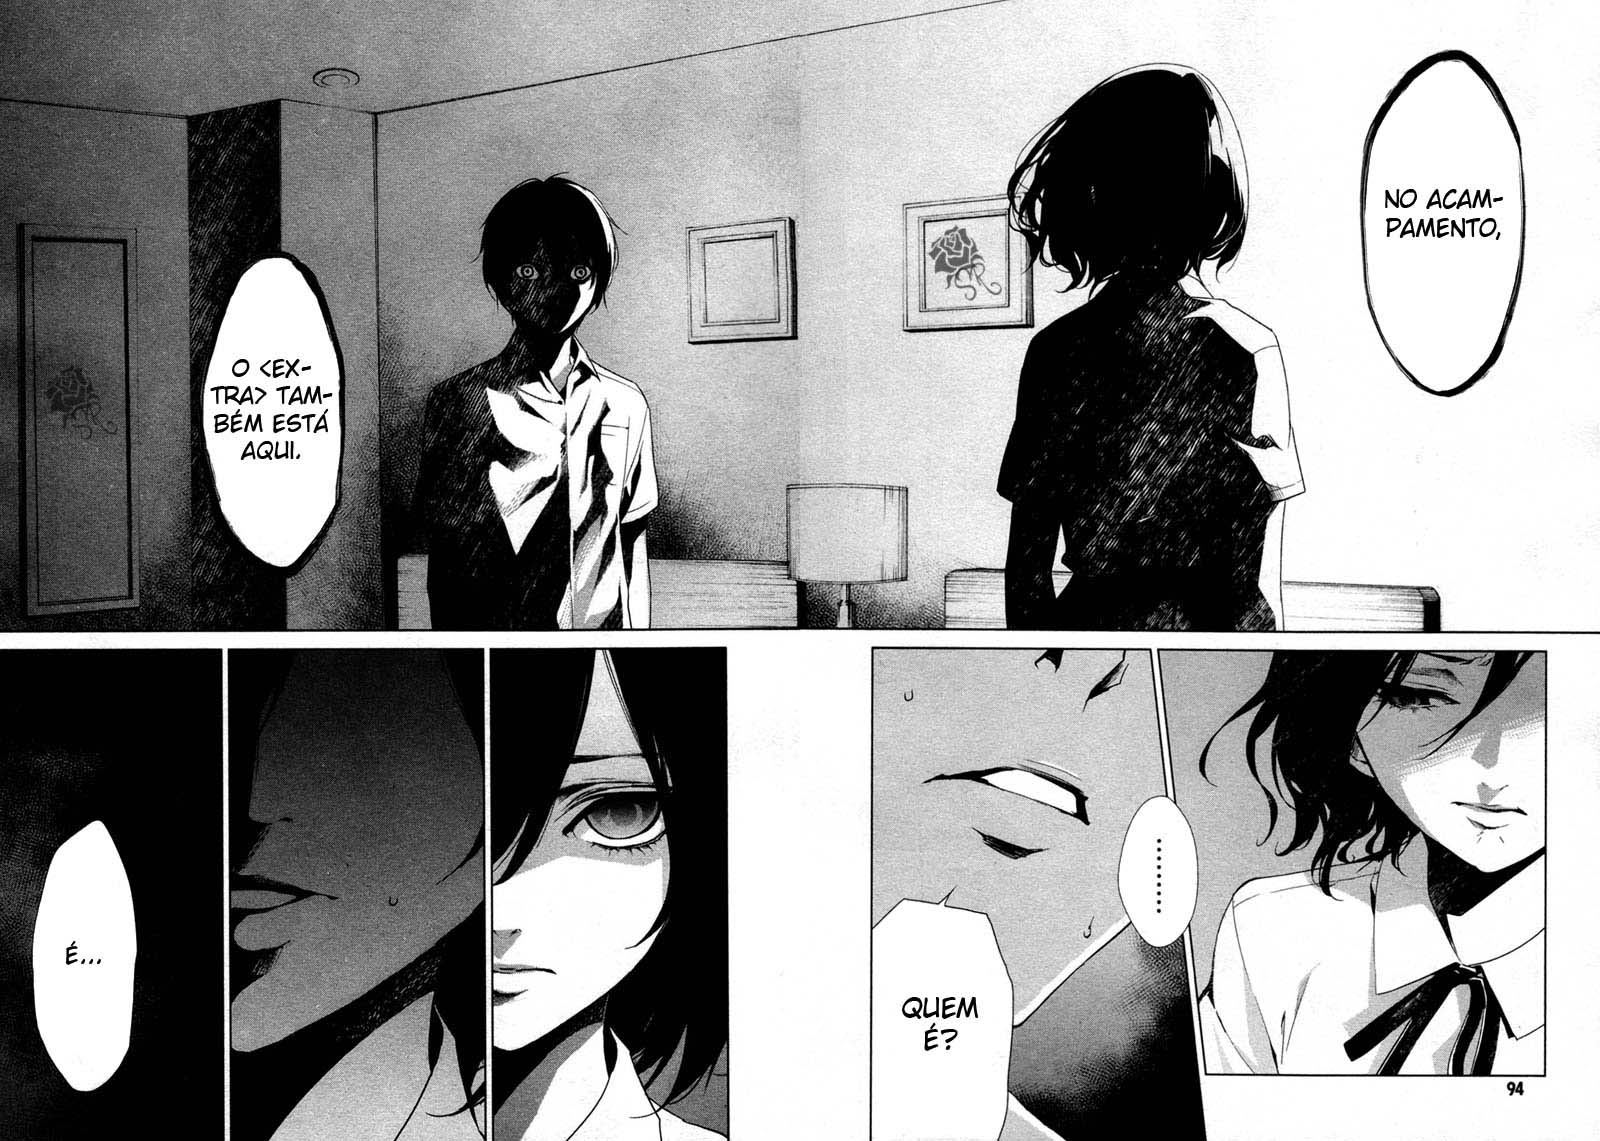 NO ACAM-
PAMENTO,
O <EX-
TRA> TAM-
BÉM ESTÁ
AQUI.
........
QUEM
É?
É...
94